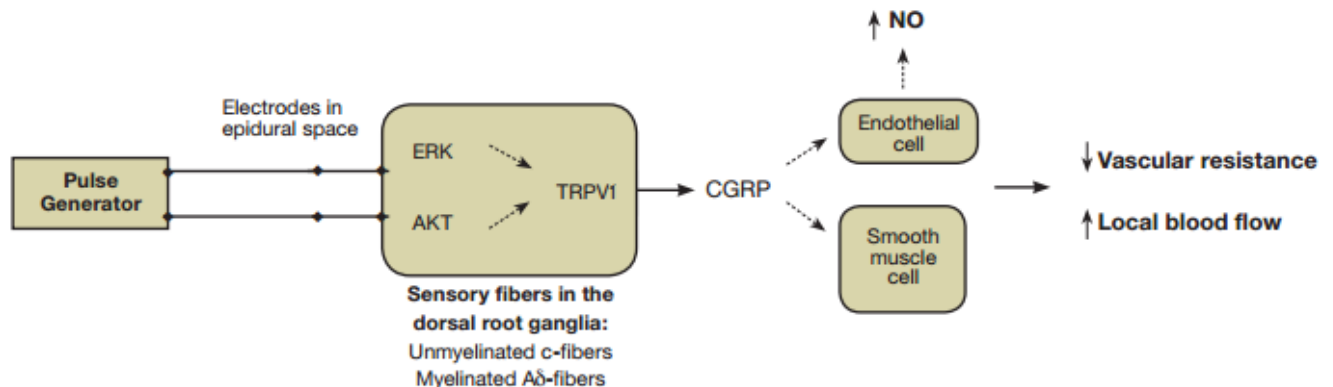 NO
Electrodes in
epidural space
Pulse
Generator
ERK
AKT
TRPV1
CGRP
Endothelial
cell
Smooth
muscle
cell
Vascular resistance
Local blood flow
Sensory fibers in the
dorsal root ganglia:
Unmyelinated c-fibers
Myelinated Aδ-fibers